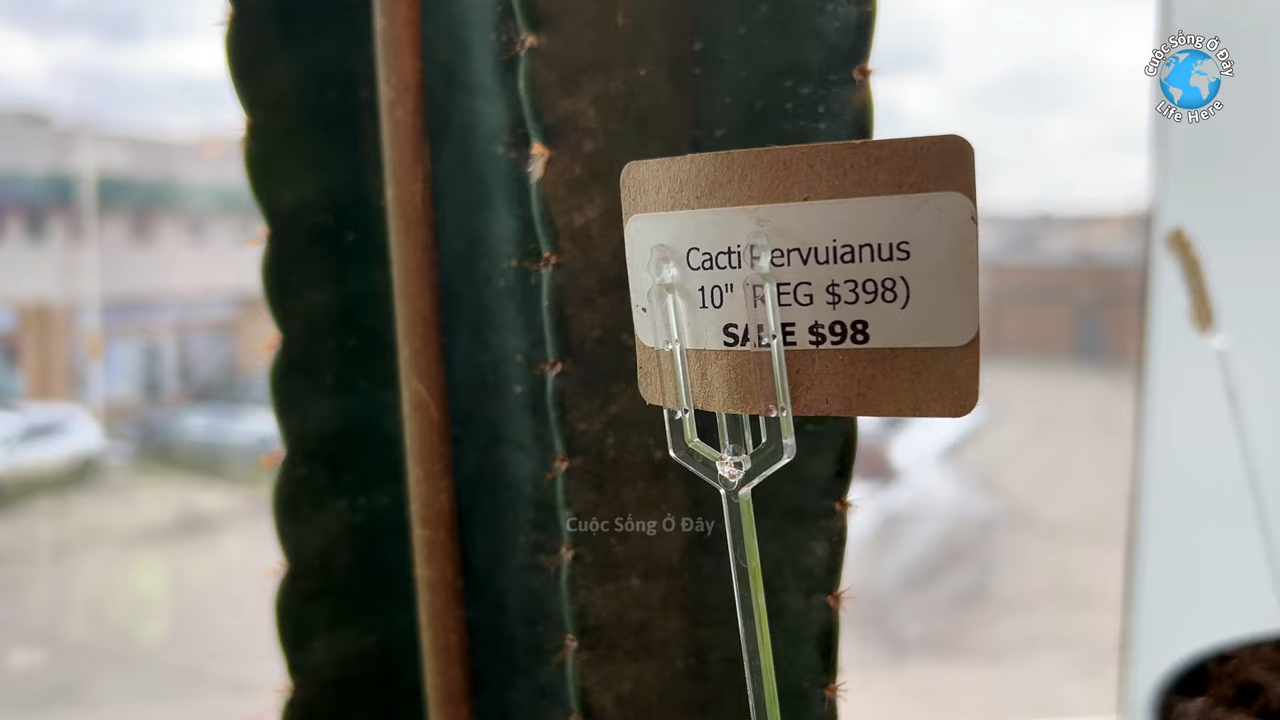 Cuộc Sống Ở Đây
Life Here
Cacti Pervuianus
10" (REG $398)
SALE $98
Cuộc Sống Ở Đây